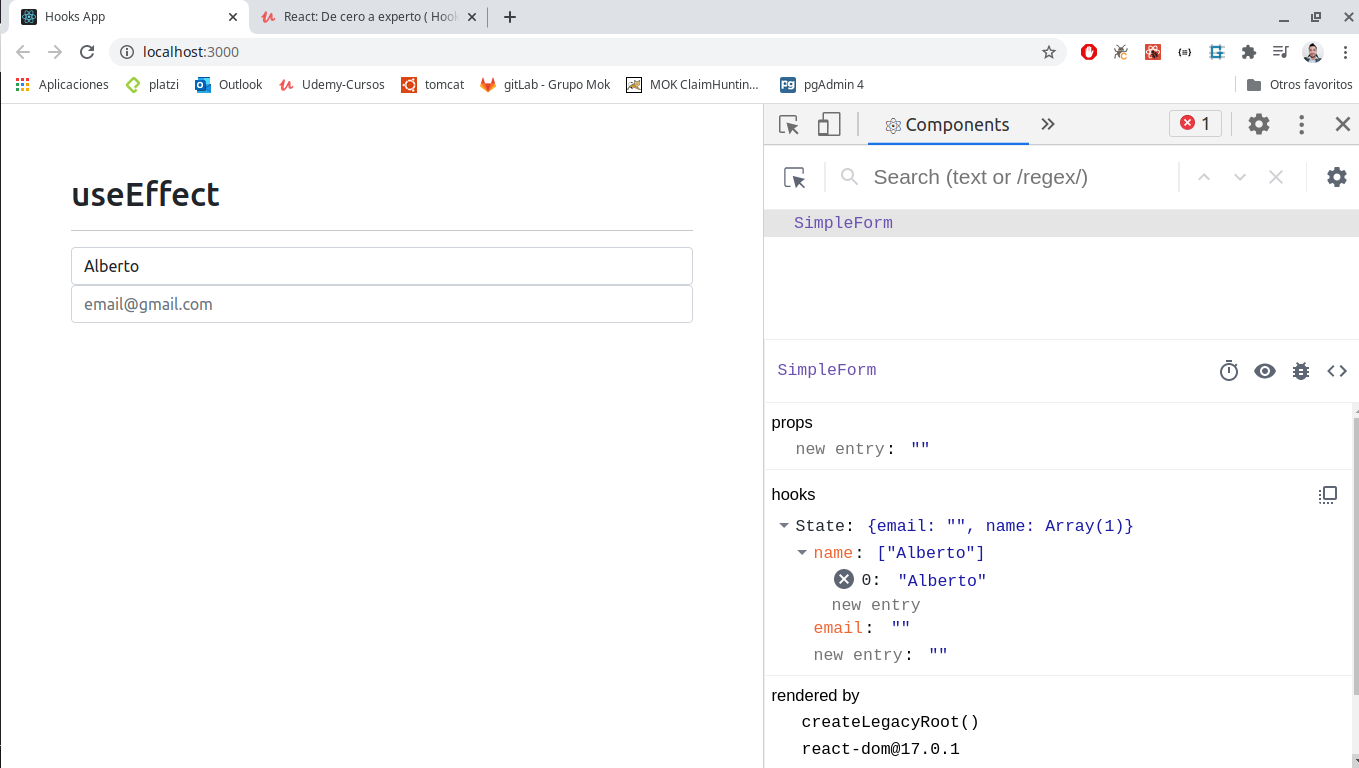 Hooks App
React: De cero a experto ( Hook
localhost:3000
Aplicaciones
platzi
Outlook
Udemy-Cursos
tomcat
gitLab - Grupo Mok
MOK ClaimHuntin...
pgAdmin 4
Otros favoritos
useEffect
Alberto
email@gmail.com
Components
1
Search (text or /regex/)
SimpleForm
SimpleForm
props
new entry: ""
hooks
State: {email: "", name: Array(1)}
name: ["Alberto"]
0: "Alberto"
new entry
email: ""
new entry: ""
rendered by
createLegacyRoot()
react-dom@17.0.1